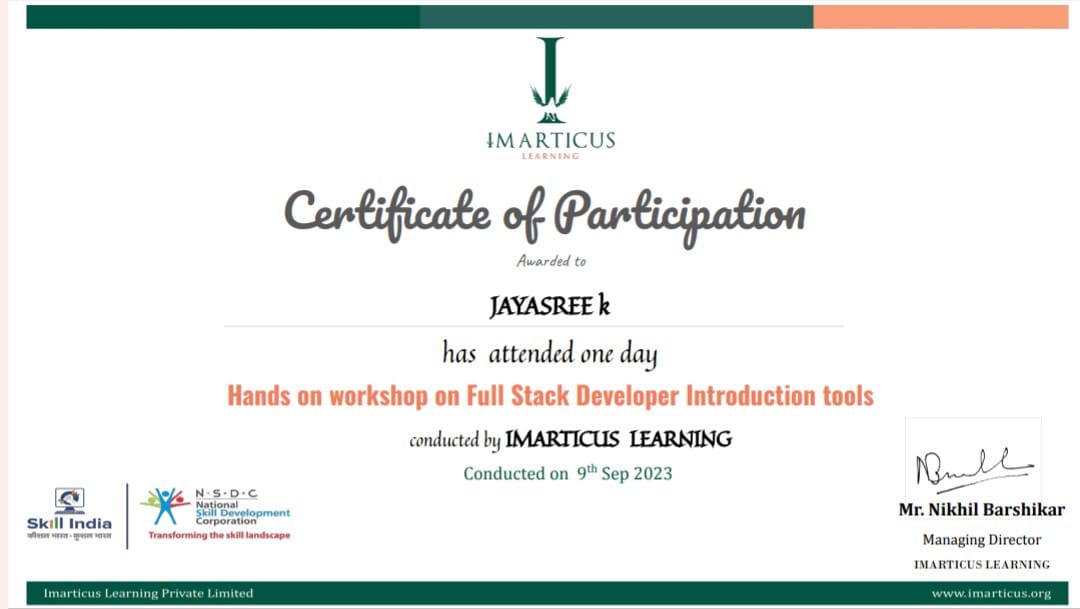 IMARTICUS
LEARNING
Certificate of Participation
Awarded to
JAYASREE k
has attended one day
Hands on workshop on Full Stack Developer Introduction tools
conducted by IMARTICUS LEARNING
Conducted on 9th Sep 2023
Skill India
कौशल भारत - कुशल भारत
N·S·D·C
National
Skill Development
Corporation
Transforming the skill landscape
Mr. Nikhil Barshikar
Managing Director
IMARTICUS LEARNING
Imarticus Learning Private Limited
www.imarticus.org